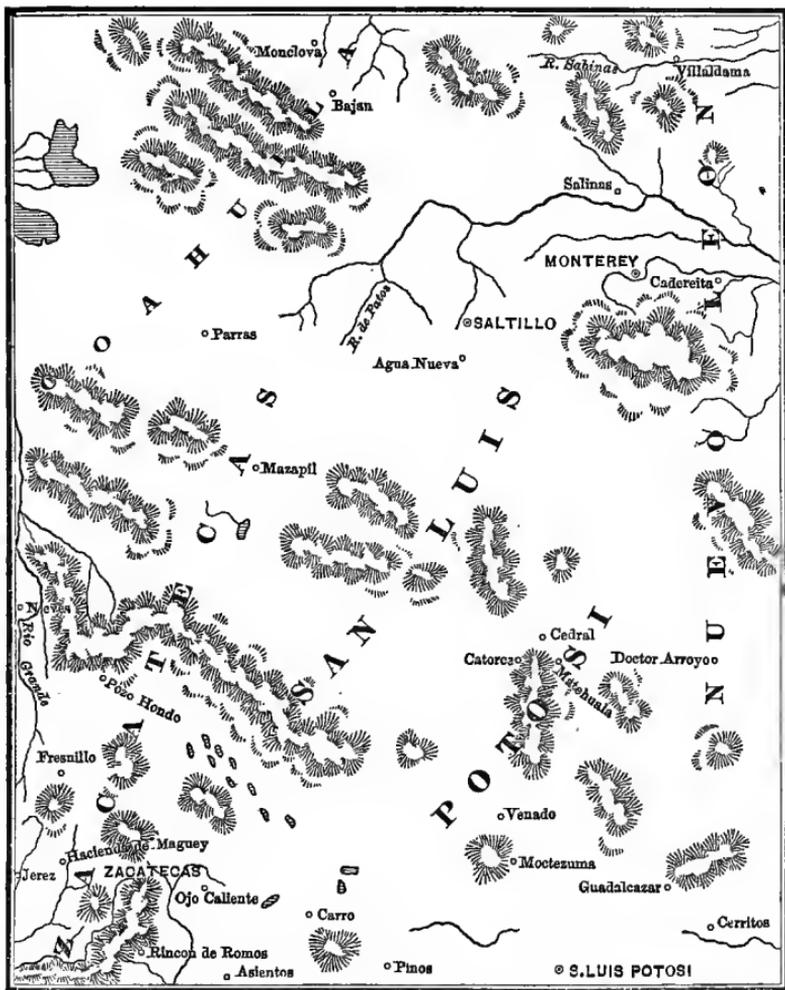 Monclova
R. Sabinas
Villaldama
Bajan
COAHUILA
Salinas
MONTEREY
Cadereita
NUEVO LEON
R. de Patos
SALTILLO
Parras
Agua Nueva
Mazapil
ZACATECAS
SAN LUIS
POTOSI
Nieves
Rio Grande
Cedral
Catorce
Matehuala
Doctor Arroyo
Pozo Hondo
Fresnillo
Venado
Hacienda de Maguey
Moctezuma
Jerez
ZACATECAS
Guadalcazar
Ojo Caliente
Carro
Cerritos
Rincon de Romos
Asientos
Pinos
S. LUIS POTOSI